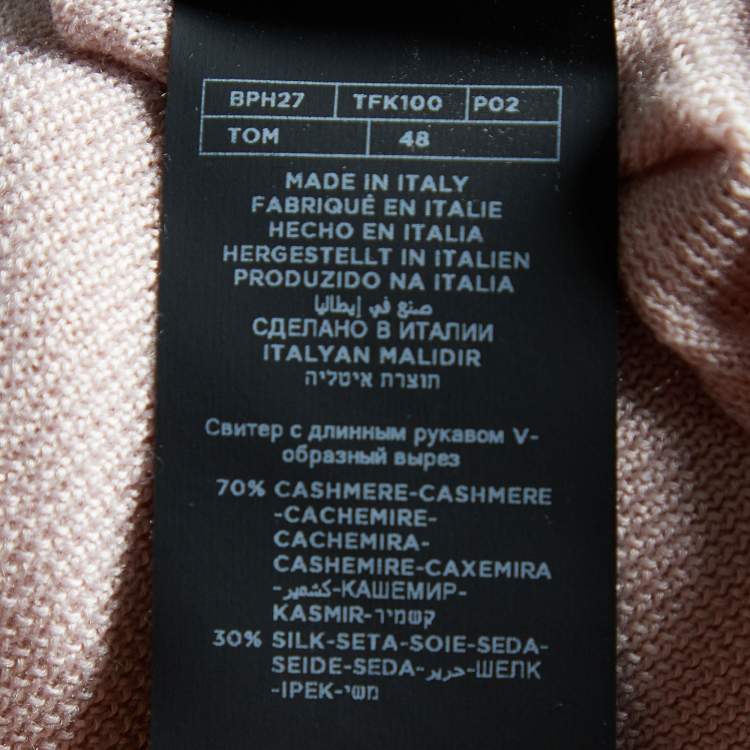 BPH27 TFK100 P02
TOM 48
MADE IN ITALY
FABRIQUÉ EN ITALIE
HECHO EN ITALIA
HERGESTELLT IN ITALIEN
PRODUZIDO NA ITALIA
صنع في إيطاليا
СДЕЛАНО В ИТАЛИИ
ITALYAN MALIDIR
תוצרת איטליה
Свитер с длинным рукавом V-
образный вырез
70% CASHMERE-CASHMERE
-CACHEMIRE-
CACHEMIRA-
CASHEMIRE-CAXEMIRA
-كشمير-КАШЕМИР-
KASMIR-קשמיר
30% SILK-SETA-SOIE-SEDA-
SEIDE-SEDA-حرير-ШЕЛК
-IPEK-משי